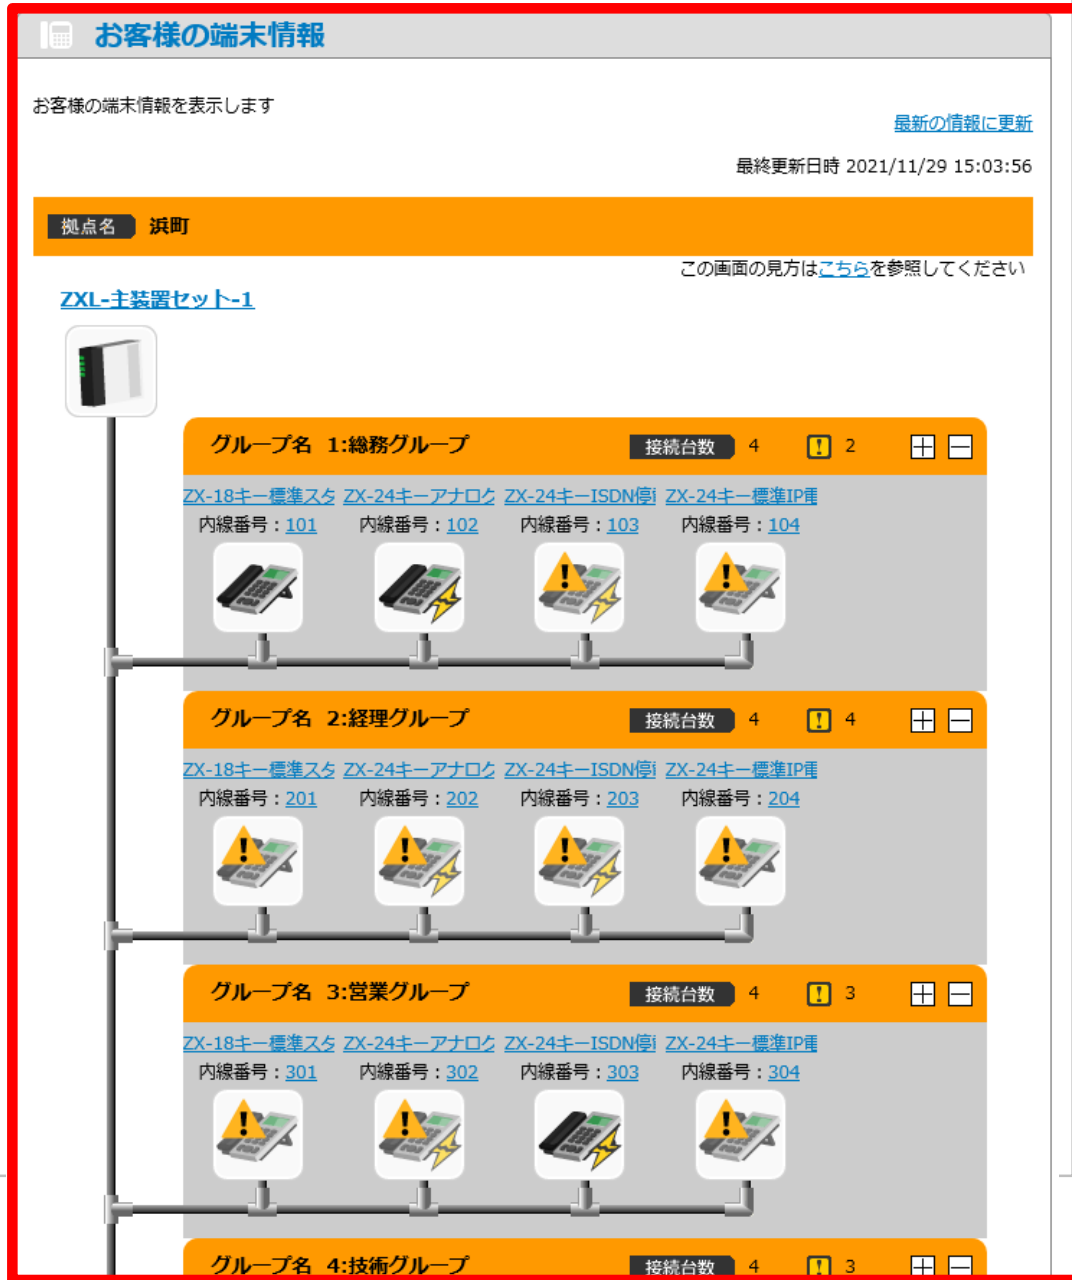 お客様の端末情報
お客様の端末情報を表示します
最新の情報に更新
最終更新日時 2021/11/29 15:03:56
拠点名 浜町
この画面の見方はこちらを参照してください
ZXL-主装置セット-1
グループ名 1:総務グループ 接続台数 4 ! 2
ZX-18キー標準スタ ZX-24キーアナログ ZX-24キーISDN停 ZX-24キー標準IP電
内線番号：101 内線番号：102 内線番号：103 内線番号：104
グループ名 2:経理グループ 接続台数 4 ! 4
ZX-18キー標準スタ ZX-24キーアナログ ZX-24キーISDN停 ZX-24キー標準IP電
内線番号：201 内線番号：202 内線番号：203 内線番号：204
グループ名 3:営業グループ 接続台数 4 ! 3
ZX-18キー標準スタ ZX-24キーアナログ ZX-24キーISDN停 ZX-24キー標準IP電
内線番号：301 内線番号：302 内線番号：303 内線番号：304
グループ名 4:技術グループ 接続台数 4 ! 3